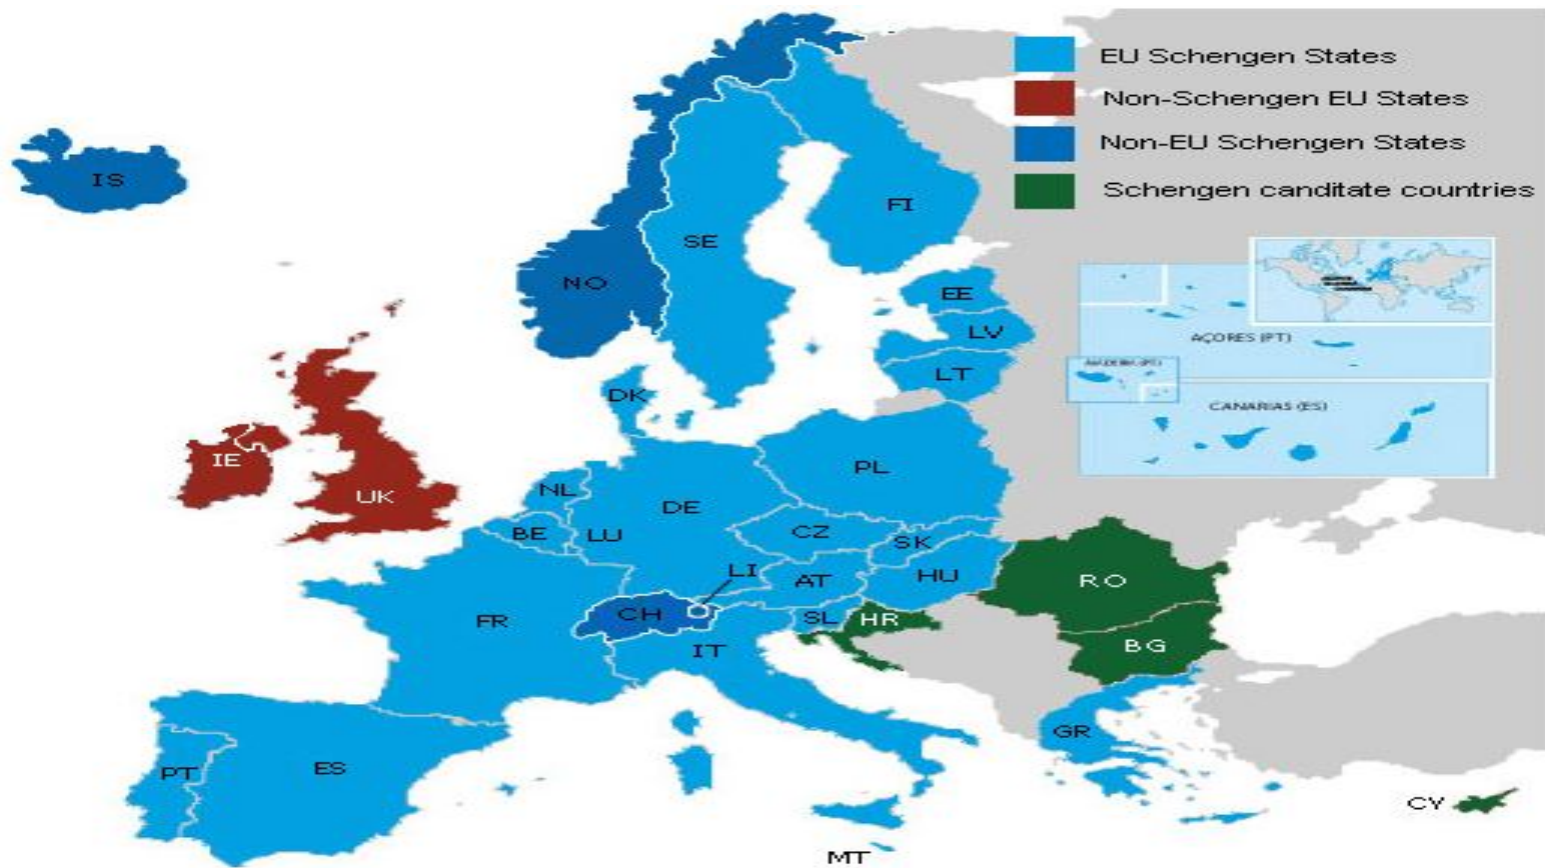 EU Schengen States
Non-Schengen EU States
Non-EU Schengen States
Schengen canditate countries
IS
FI
SE
NO
EE
LV
LT
AÇORES (PT)
MADEIRA (PT)
CANARIAS (ES)
DK
IE
UK
PL
NL
DE
BE
LU
CZ
SK
LI
AT
HU
RO
FR
CH
SL
HR
IT
BG
GR
PT
ES
CY
MT